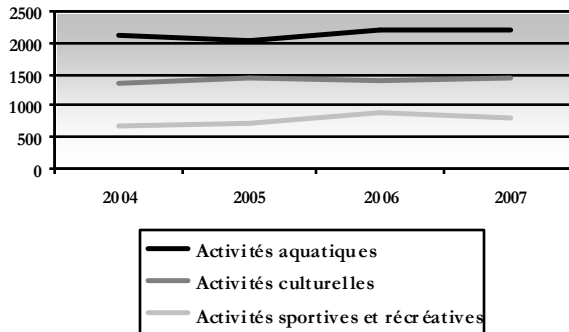 2500
2000
1500
1000
500
0
2004 2005 2006 2007
Activités aquatiques
Activités culturelles
Activités sportives et récréatives